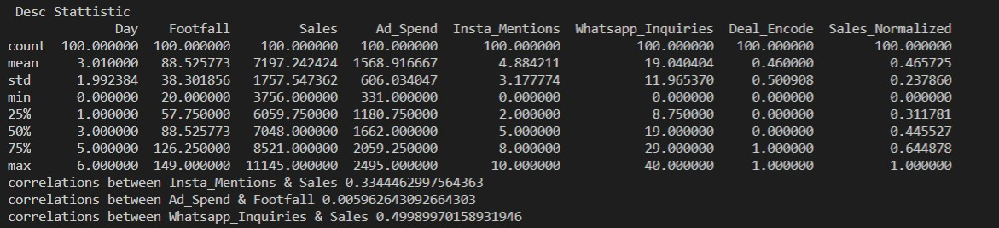 Desc Stattistic
Day Footfall Sales Ad_Spend Insta_Mentions Whatsapp_Inquiries Deal_Encode Sales_Normalized
count 100.000000 100.000000 100.000000 100.000000 100.000000 100.000000 100.000000 100.000000
mean 3.010000 88.525773 7197.242424 1568.916667 4.884211 19.040404 0.460000 0.465725
std 1.992384 38.301856 1757.547362 606.034047 3.177774 11.965370 0.500908 0.237860
min 0.000000 20.000000 3756.000000 331.000000 0.000000 0.000000 0.000000 0.000000
25% 1.000000 57.750000 6059.750000 1180.750000 2.000000 8.750000 0.000000 0.311781
50% 3.000000 88.525773 7048.000000 1662.000000 5.000000 19.000000 0.000000 0.445527
75% 5.000000 126.250000 8521.000000 2059.250000 8.000000 29.000000 1.000000 0.644878
max 6.000000 149.000000 11145.000000 2495.000000 10.000000 40.000000 1.000000 1.000000
correlations between Insta_Mentions & Sales 0.3344462997564363
correlations between Ad_Spend & Footfall 0.005962643092664303
correlations between Whatsapp_Inquiries & Sales 0.49989970158931946